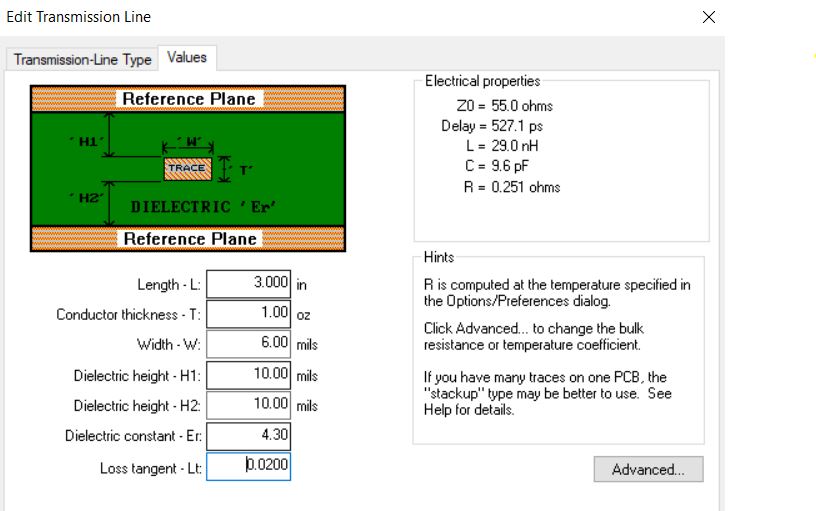 Edit Transmission Line
Transmission-Line Type
Values
Reference Plane
'H1'
'W'
TRACE
'T'
'H2'
DIELECTRIC 'Er'
Reference Plane
Length - L: 3.000 in
Conductor thickness - T: 1.00 oz
Width - W: 6.00 mils
Dielectric height - H1: 10.00 mils
Dielectric height - H2: 10.00 mils
Dielectric constant - Er: 4.30
Loss tangent - Lt: 0.0200
Electrical properties
Z0 = 55.0 ohms
Delay = 527.1 ps
L = 29.0 nH
C = 9.6 pF
R = 0.251 ohms
Hints
R is computed at the temperature specified in
the Options/Preferences dialog.
Click Advanced... to change the bulk
resistance or temperature coefficient.
If you have many traces on one PCB, the
"stackup" type may be better to use. See
Help for details.
Advanced...